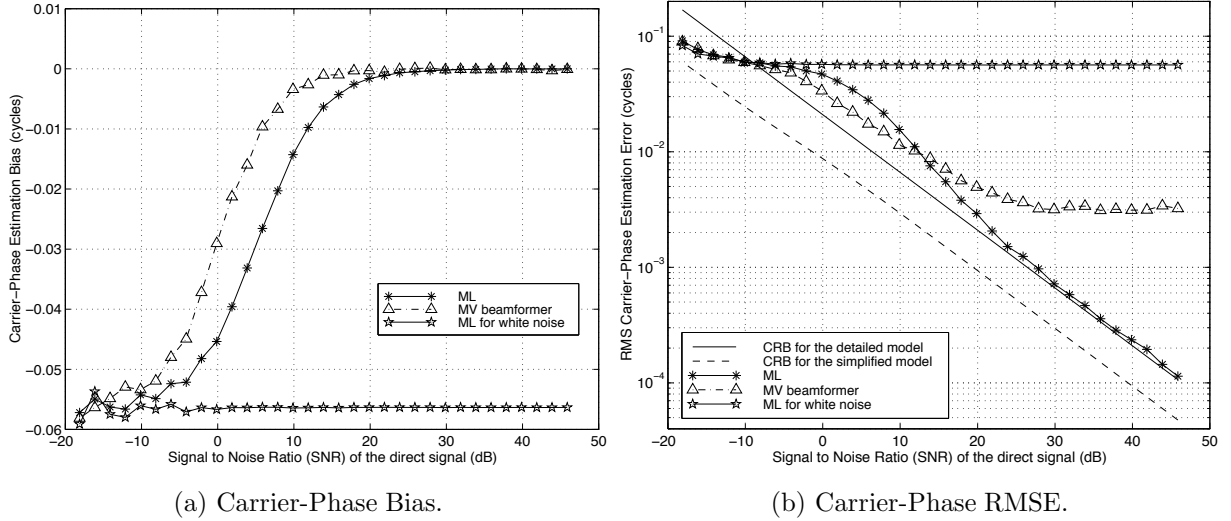 0.01
0
−0.01
−0.02
−0.03
−0.04
−0.05
−0.06
Carrier−Phase Estimation Bias (cycles)
ML
MV beamformer
ML for white noise
−20 −10 0 10 20 30 40 50
Signal to Noise Ratio (SNR) of the direct signal (dB)
(a) Carrier-Phase Bias.
10−1
10−2
10−3
10−4
RMS Carrier−Phase Estimation Error (cycles)
CRB for the detailed model
CRB for the simplified model
ML
MV beamformer
ML for white noise
−20 −10 0 10 20 30 40 50
Signal to Noise Ratio (SNR) of the direct signal (dB)
(b) Carrier-Phase RMSE.